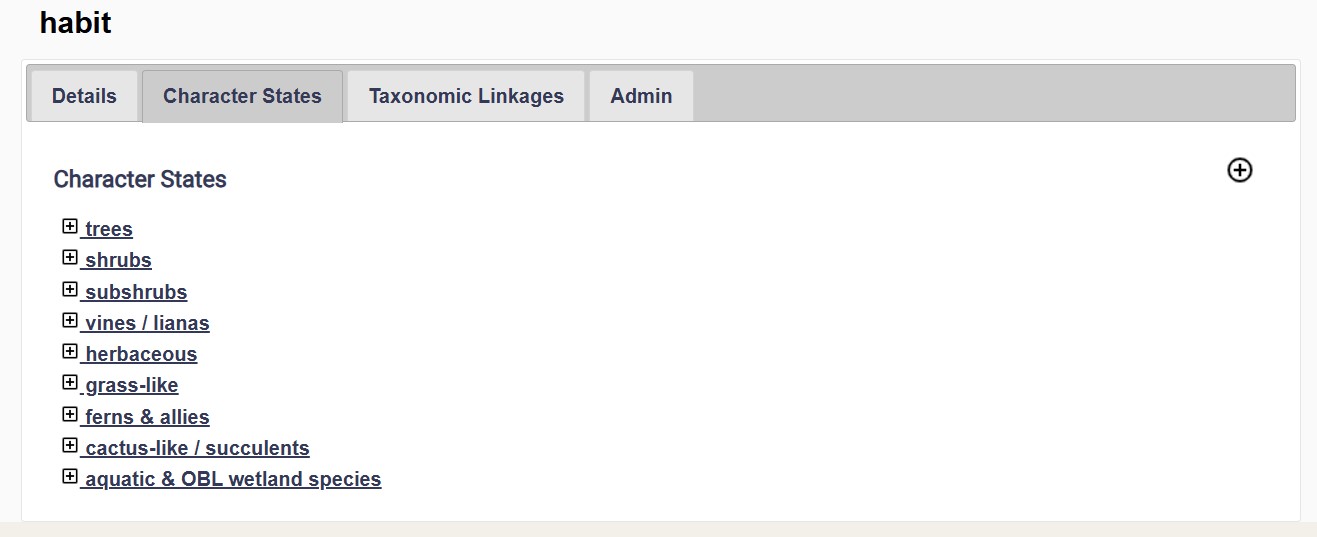 habit
Details Character States Taxonomic Linkages Admin
Character States
trees
shrubs
subshrubs
vines / lianas
herbaceous
grass-like
ferns & allies
cactus-like / succulents
aquatic & OBL wetland species